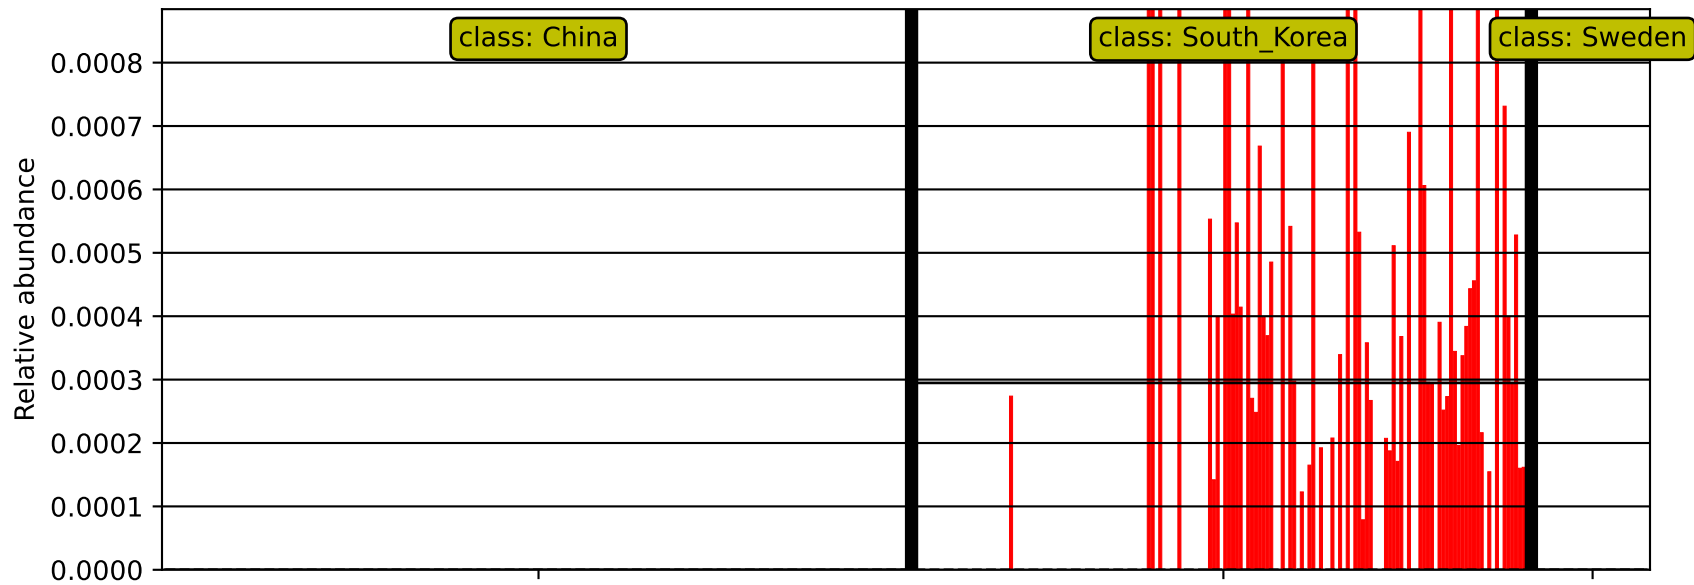 class: China
class: South_Korea
class: Sweden
Relative abundance
0.0008
0.0007
0.0006
0.0005
0.0004
0.0003
0.0002
0.0001
0.0000